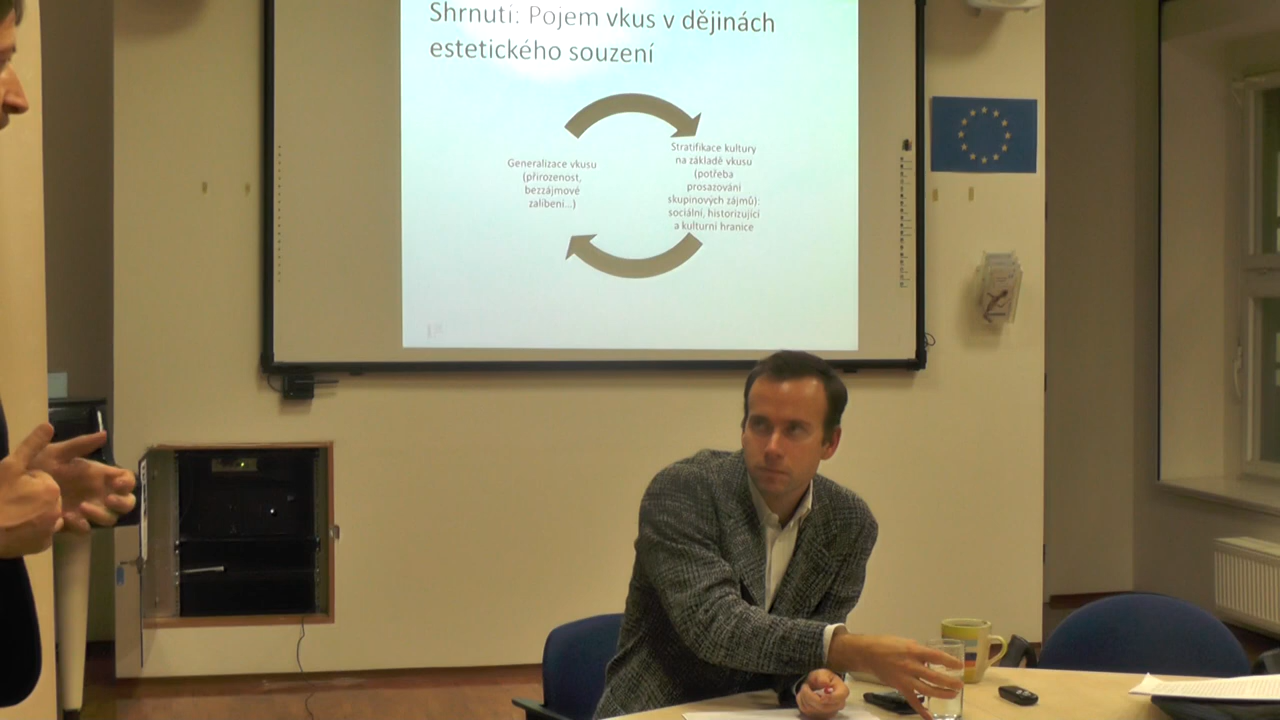 Shrnutí: Pojem vkus v dějinách
estetického souzení
Generalizace vkusu
(přirozenost,
bezzájmové
zalíbení...)
Stratifikace kultury
na základě vkusu
(potřeba
prosazování
skupinových zájmů):
sociální, historizující
a kulturní hranice